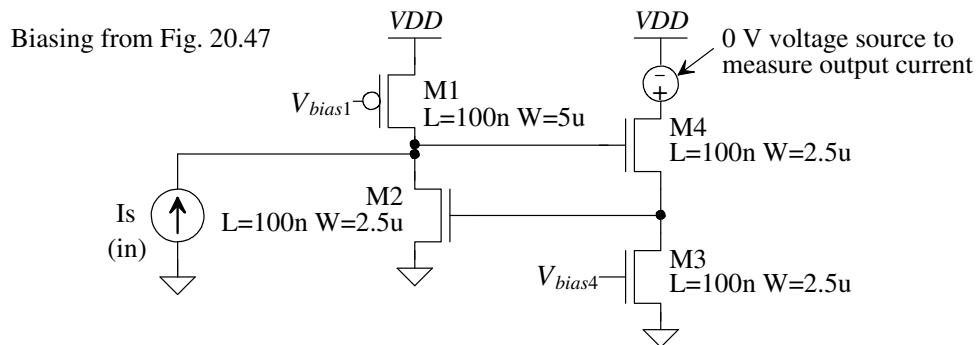 Biasing from Fig. 20.47
VDD
VDD
0 V voltage source to
measure output current
-
+
Vbias1
M1
L=100n W=5u
M4
L=100n W=2.5u
M2
L=100n W=2.5u
Is
(in)
Vbias4
M3
L=100n W=2.5u